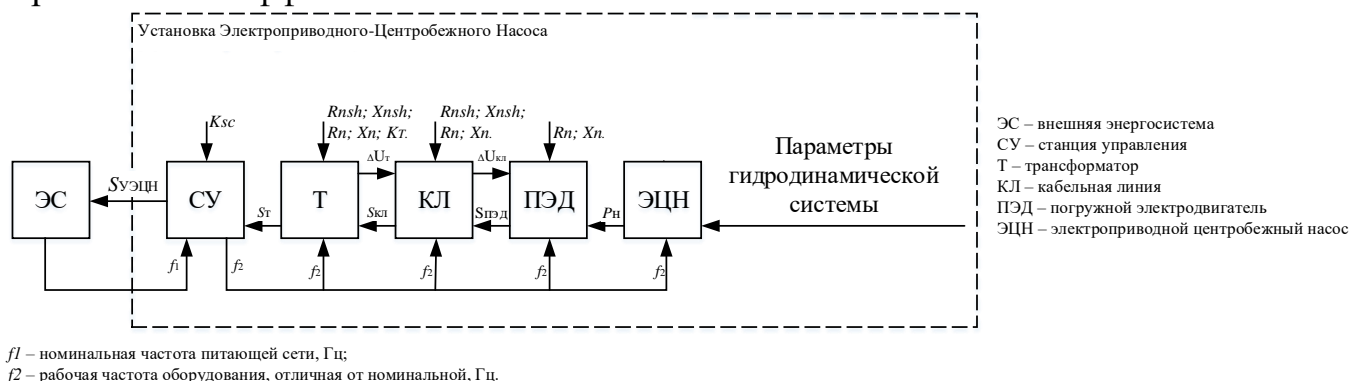 Установка Электроприводного-Центробежного Насоса
Ksc
Rnsh; Xnsh;
Rn; Xn; Kт.
Rnsh; Xnsh;
Rn; Xn.
Rn; Xn.
ΔUт
ΔUкл
ЭС
SУЭЦН
СУ
Sт
Т
Sкл
КЛ
Sпэд
ПЭД
Pн
ЭЦН
Параметры
гидродинамической
системы
f1
f2
f2
f2
f2
f2
ЭС – внешняя энергосистема
СУ – станция управления
Т – трансформатор
КЛ – кабельная линия
ПЭД – погружной электродвигатель
ЭЦН – электроприводной центробежный насос
f1 – номинальная частота питающей сети, Гц;
f2 – рабочая частота оборудования, отличная от номинальной, Гц.